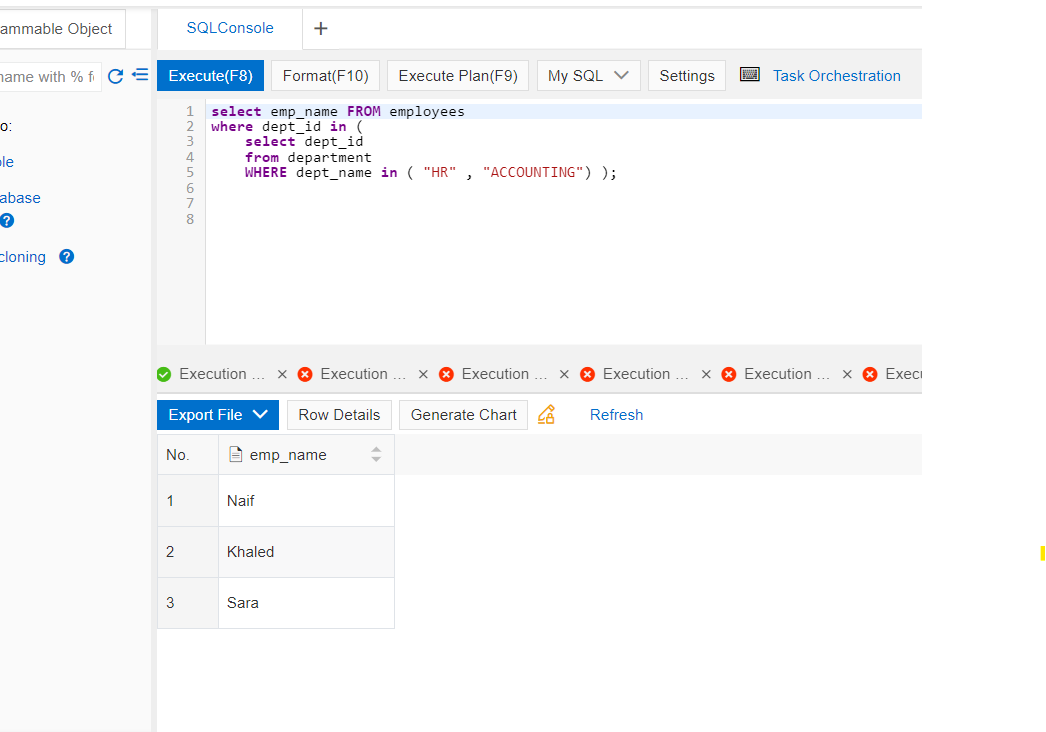 ammable Object
SQLConsole +
name with % f
Execute(F8) Format(F10) Execute Plan(F9) My SQL Settings Task Orchestration
o:
ole
abase
?
cloning ?
1 select emp_name FROM employees
2 where dept_id in (
3 select dept_id
4 from department
5 WHERE dept_name in ( "HR" , "ACCOUNTING") );
6
7
8
Execution ... × Execution ... × Execution ... × Execution ... × Execution ... × Execu
Export File Row Details Generate Chart Refresh
No. emp_name
1 Naif
2 Khaled
3 Sara